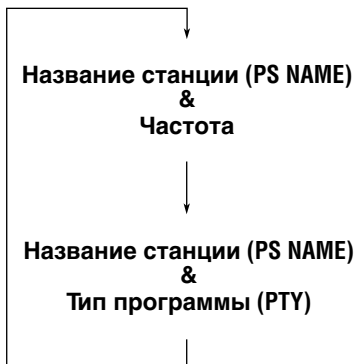 Название станции (PS NAME)
&
Частота
Название станции (PS NAME)
&
Тип программы (PTY)